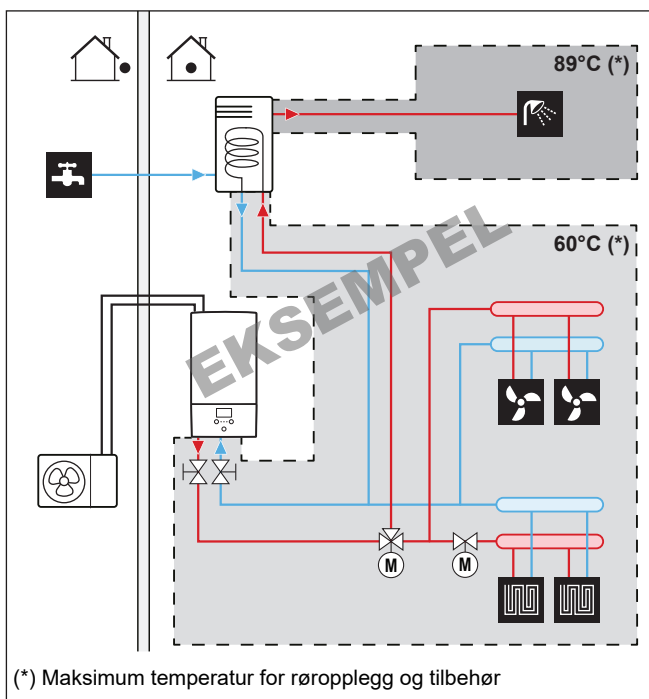 89°C (*)
60°C (*)
EKSEMPEL
M
M
(*) Maksimum temperatur for røropplegg og tilbehør